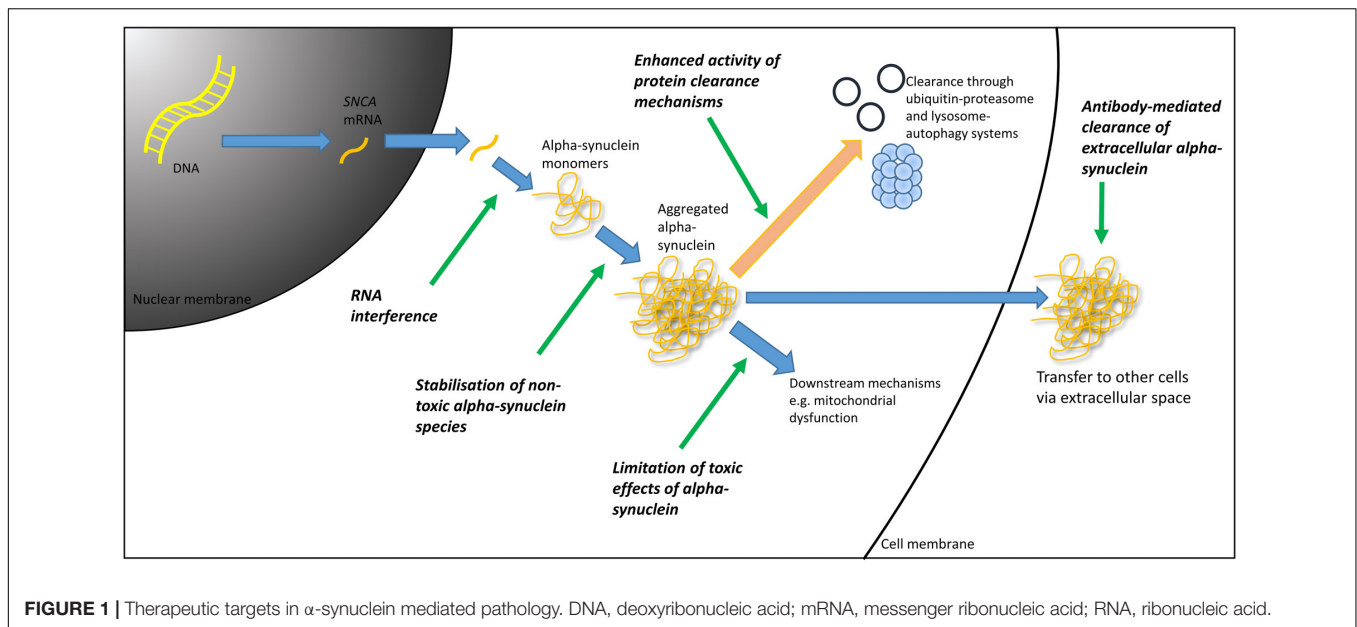 SNCA
mRNA
DNA
Nuclear membrane
Alpha-synuclein
monomers
RNA
interference
Stabilisation of non-
toxic alpha-synuclein
species
Aggregated
alpha-
synuclein
Enhanced activity of
protein clearance
mechanisms
Clearance through
ubiquitin-proteasome
and lysosome-
autophagy systems
Downstream mechanisms
e.g. mitochondrial
dysfunction
Limitation of toxic
effects of alpha-
synuclein
Cell membrane
Antibody-mediated
clearance of
extracellular alpha-
synuclein
Transfer to other cells
via extracellular space
FIGURE 1 | Therapeutic targets in α-synuclein mediated pathology. DNA, deoxyribonucleic acid; mRNA, messenger ribonucleic acid; RNA, ribonucleic acid.